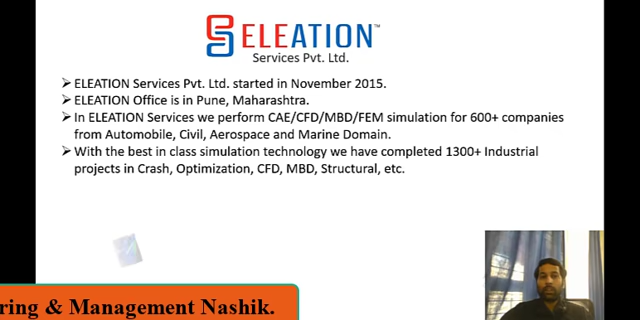 ELEATION™
Services Pvt. Ltd.
➢ ELEATION Services Pvt. Ltd. started in November 2015.
➢ ELEATION Office is in Pune, Maharashtra.
➢ In ELEATION Services we perform CAE/CFD/MBD/FEM simulation for 600+ companies
from Automobile, Civil, Aerospace and Marine Domain.
➢ With the best in class simulation technology we have completed 1300+ Industrial
projects in Crash, Optimization, CFD, MBD, Structural, etc.
ring & Management Nashik.